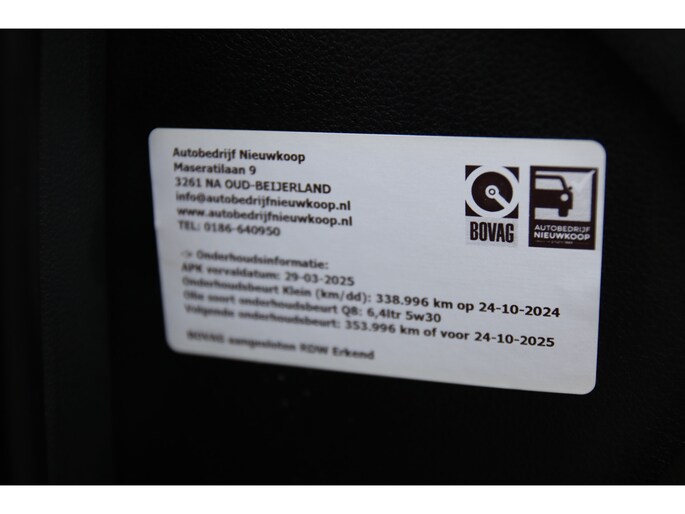 Autobedrijf Nieuwkoop
Maseratilaan 9
3261 NA OUD-BEIJERLAND
info@autobedrijfnieuwkoop.nl
www.autobedrijfnieuwkoop.nl
TEL: 0186-640950
BOVAG
AUTOBEDRIJF
NIEUWKOOP
-> Onderhoudsinformatie:
APK vervaldatum: 29-03-2025
Onderhoudsbeurt Klein (km/dd): 338.996 km op 24-10-2024
Olie soort onderhoudsbeurt Q8: 6,4ltr 5w30
Volgende onderhoudsbeurt: 353.996 km of voor 24-10-2025
BOVAG aangesloten RDW Erkend